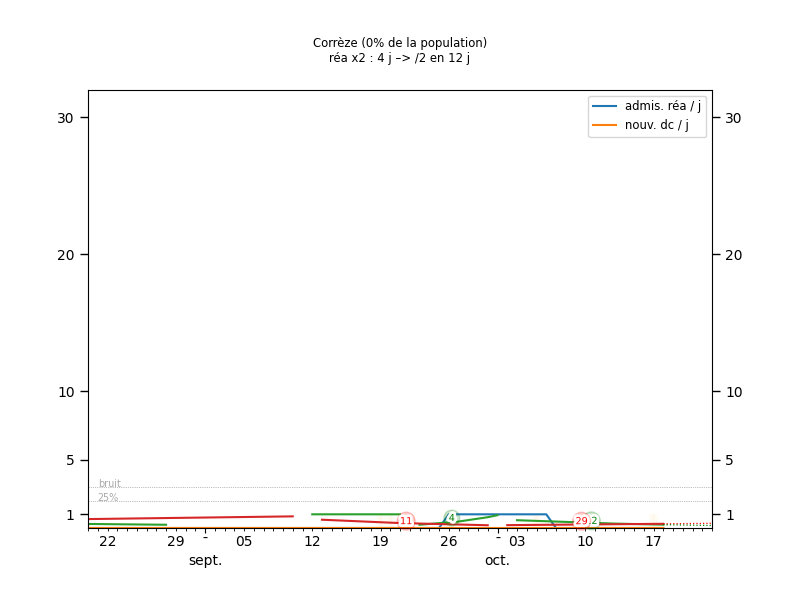 Corrèze (0% de la population)
réa x2 : 4 j –> /2 en 12 j
admis. réa / j
nouv. dc / j
30 30
20 20
10 10
5 5
bruit
25%
1 11 4 29 2 1
22 29 - 05 12 19 26 - 03 10 17
sept. oct.